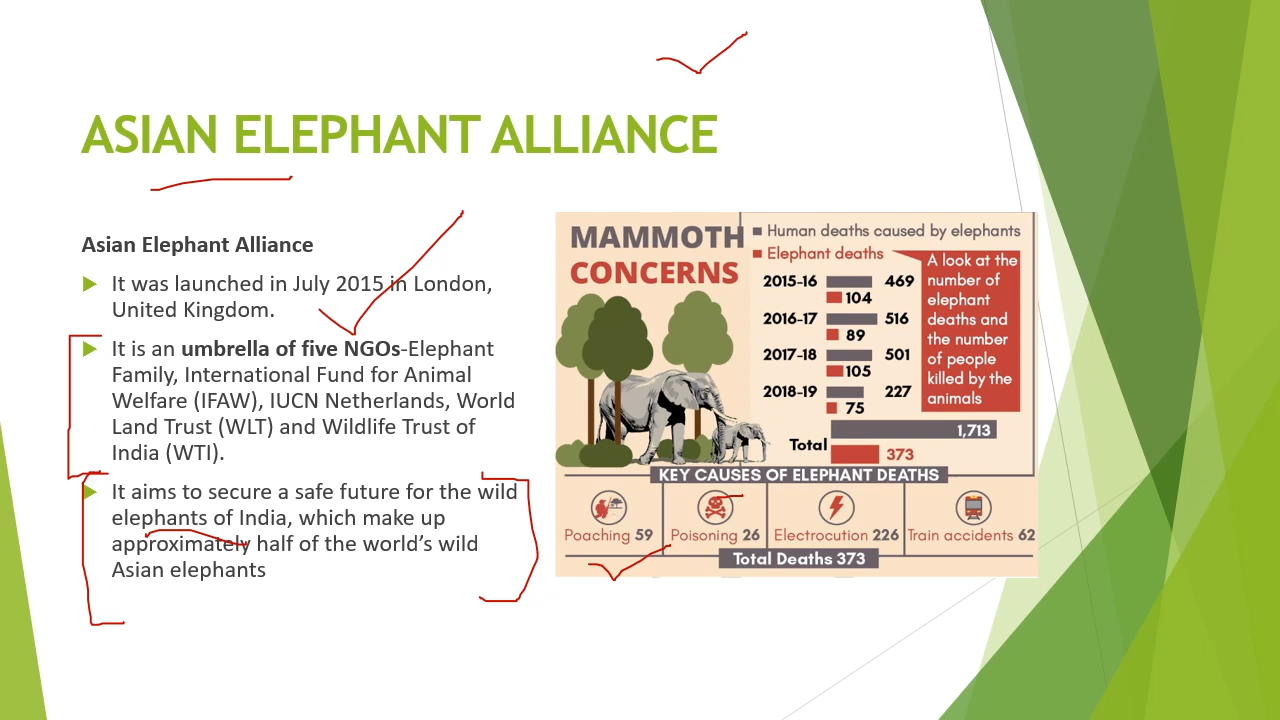 ASIAN ELEPHANT ALLIANCE
Asian Elephant Alliance
It was launched in July 2015 in London,
United Kingdom.
It is an umbrella of five NGOs-Elephant
Family, International Fund for Animal
Welfare (IFAW), IUCN Netherlands, World
Land Trust (WLT) and Wildlife Trust of
India (WTI).
It aims to secure a safe future for the wild
elephants of India, which make up
approximately half of the world's wild
Asian elephants
MAMMOTH
CONCERNS
Human deaths caused by elephants
Elephant deaths
2015-16 469
104
2016-17 516
89
2017-18 501
105
2018-19 227
75
Total 1,713
373
A look at the
number of
elephant
deaths and
the number
of people
killed by the
animals
KEY CAUSES OF ELEPHANT DEATHS
Poaching 59
Poisoning 26
Electrocution 226
Train accidents 62
Total Deaths 373